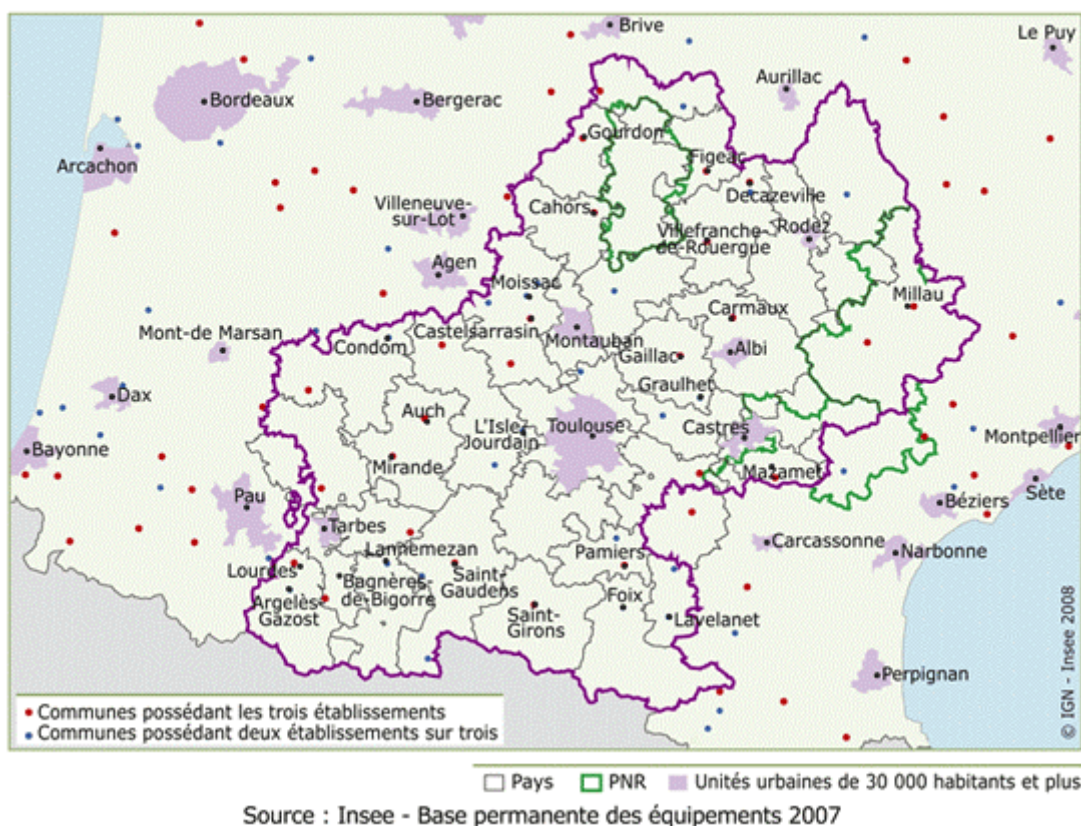 Brive
Le Puy
Aurillac
Bordeaux
Bergerac
Gourdon
Arcachon
Figeac
Decazeville
Villeneuve-
sur-Lot
Cahors
Villefranche-
de-Rouergue
Rodez
Agen
Moissac
Millau
Mont-de Marsan
Castelsarrasin
Carmaux
Condom
Montauban
Gaillac
Albi
Dax
Graulhet
Auch
L'Isle-
Jourdain
Toulouse
Castres
Montpellier
Bayonne
Mirande
Mazamet
Sète
Pau
Béziers
Tarbes
Carcassonne
Narbonne
Lannemezan
Pamiers
Lourdes
Bagnères-
de-Bigorre
Saint-
Gaudens
Argelès-
Gazost
Saint-
Girons
Foix
Lavelanet
Perpignan
© IGN - Insee 2008
Communes possédant les trois établissements
Communes possédant deux établissements sur trois
Pays PNR Unités urbaines de 30 000 habitants et plus
Source : Insee - Base permanente des équipements 2007